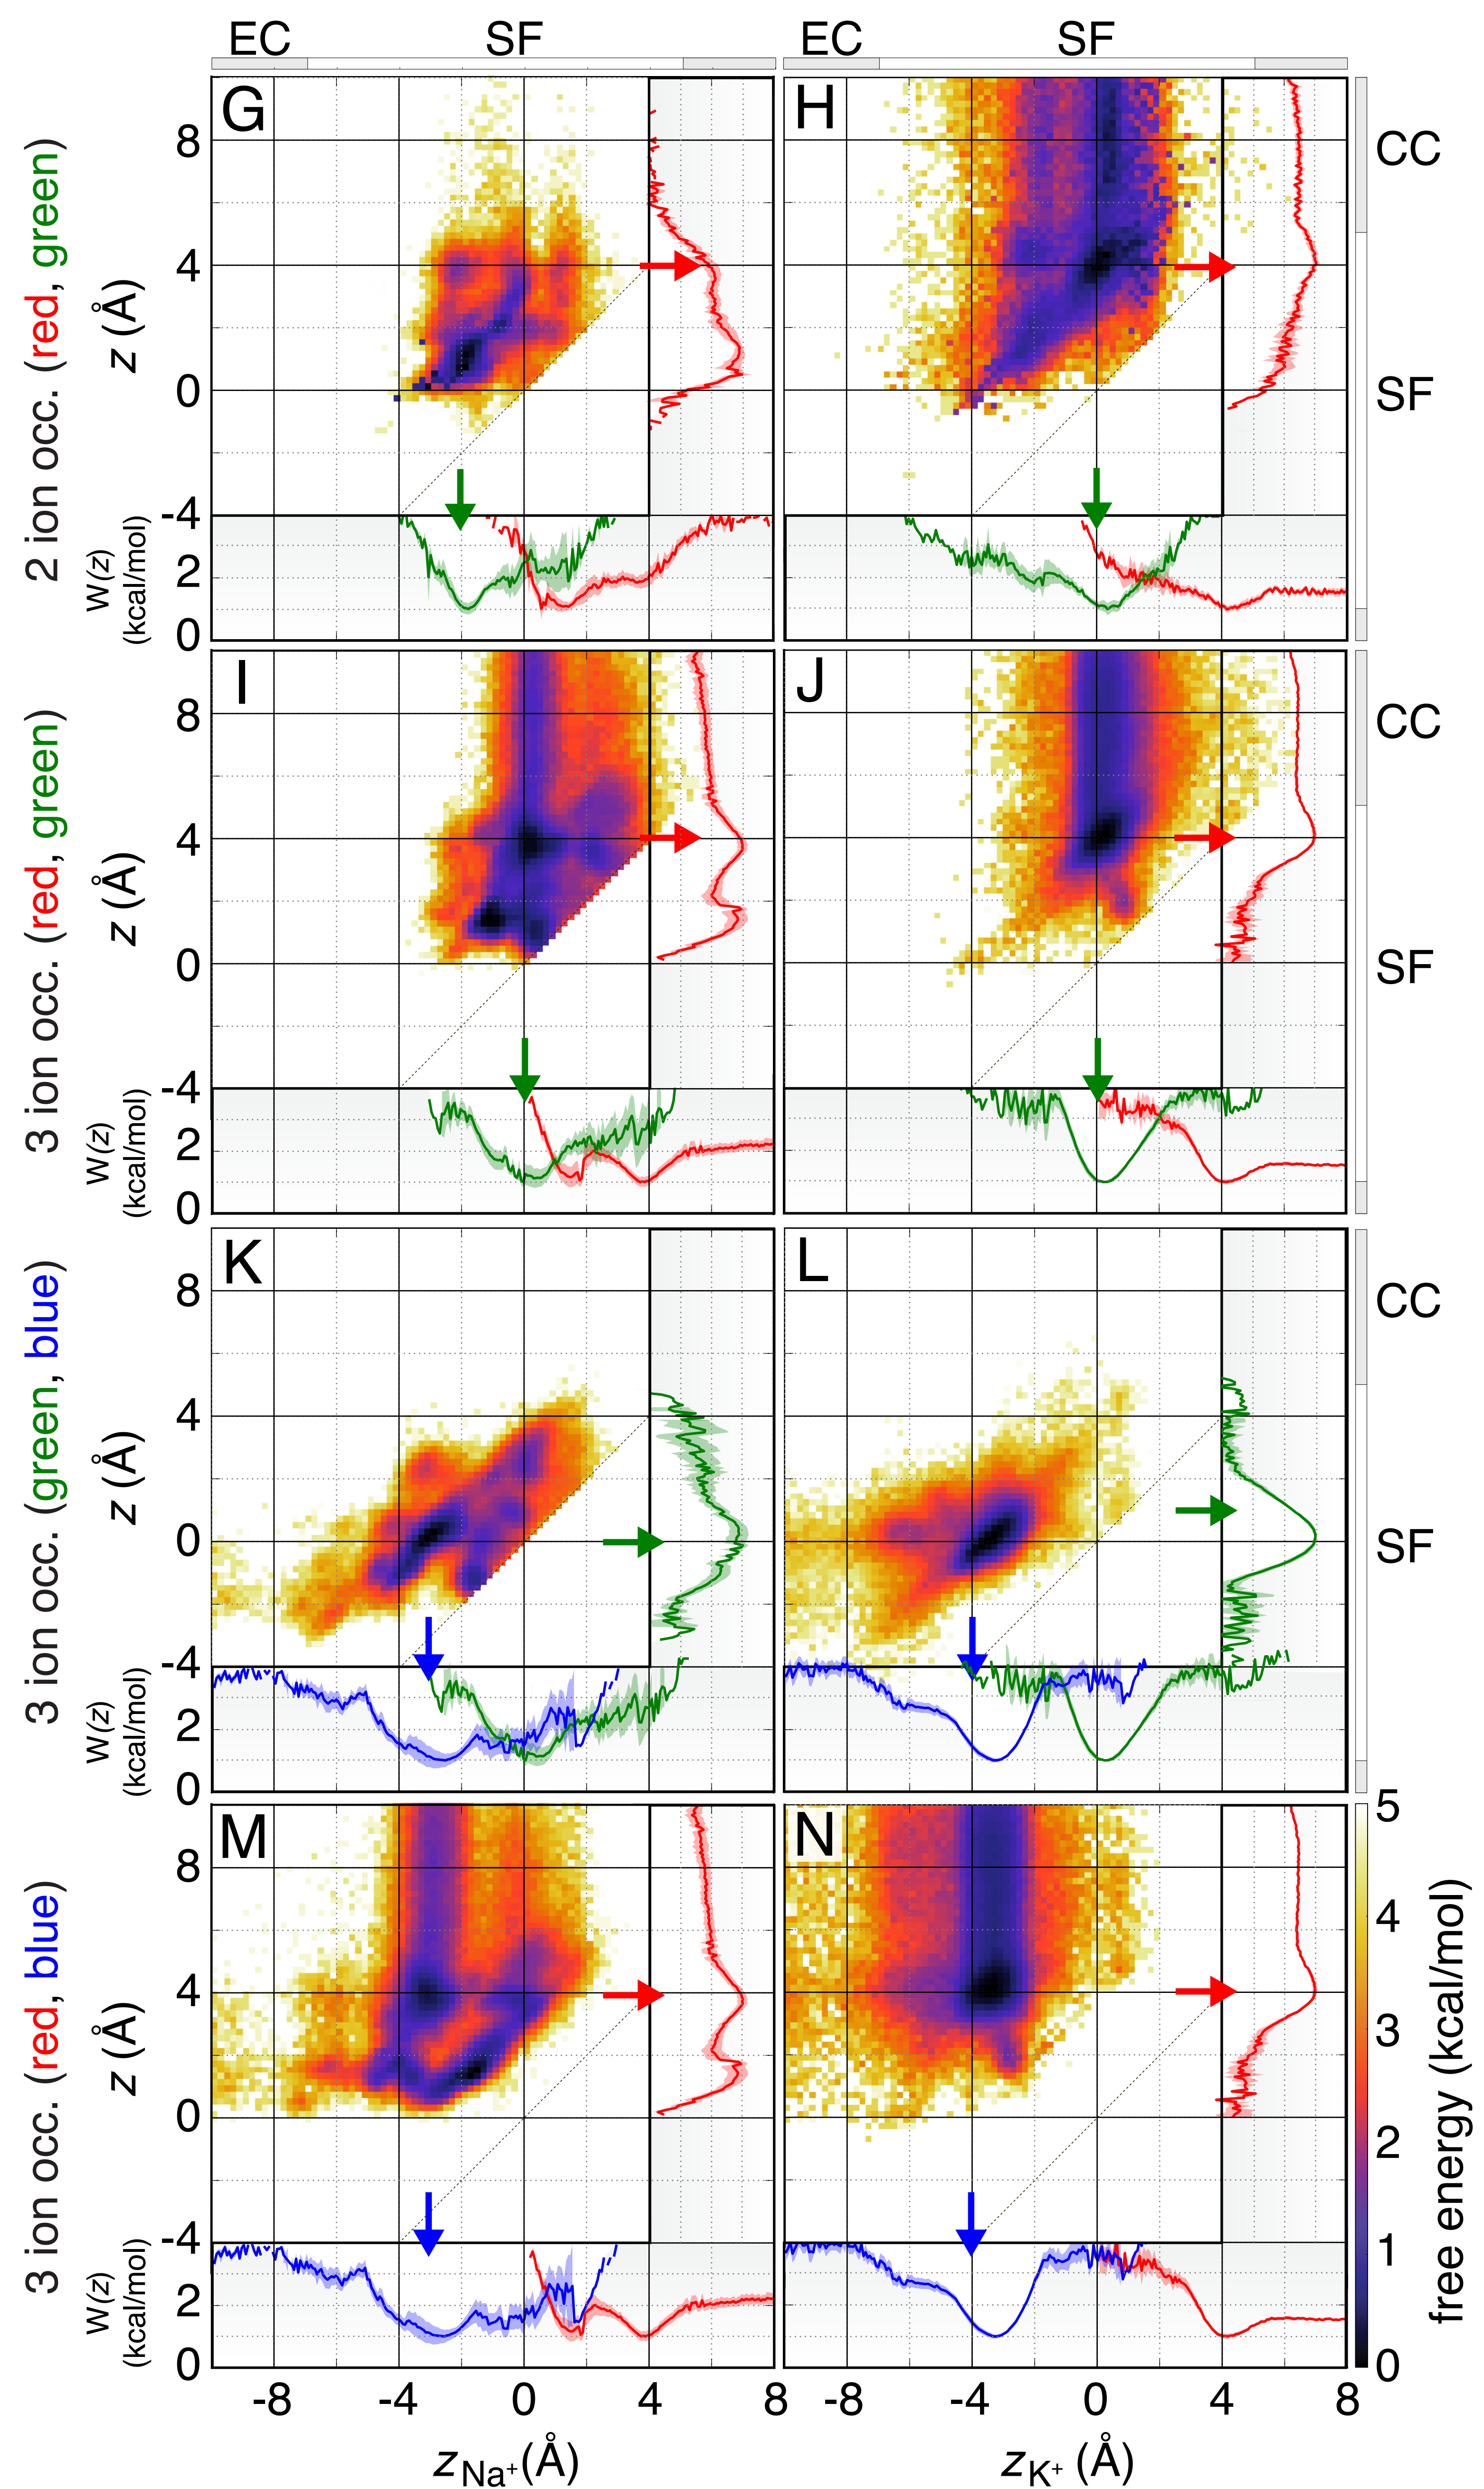 EC SF EC SF
2 ion occ. (red, green)
z (Å)
G
H
8
4
0
-4
CC
SF
W(z)
(kcal/mol)
2
0
3 ion occ. (red, green)
z (Å)
I
J
8
4
0
-4
CC
SF
W(z)
(kcal/mol)
2
0
3 ion occ. (green, blue)
z (Å)
K
L
8
4
0
-4
CC
SF
W(z)
(kcal/mol)
2
0
3 ion occ. (red, blue)
z (Å)
M
N
8
4
0
-4
W(z)
(kcal/mol)
2
0
5
4
3
2
1
0
free energy (kcal/mol)
-8 -4 0 4 8 -8 -4 0 4 8
zNa+(Å) zK+ (Å)